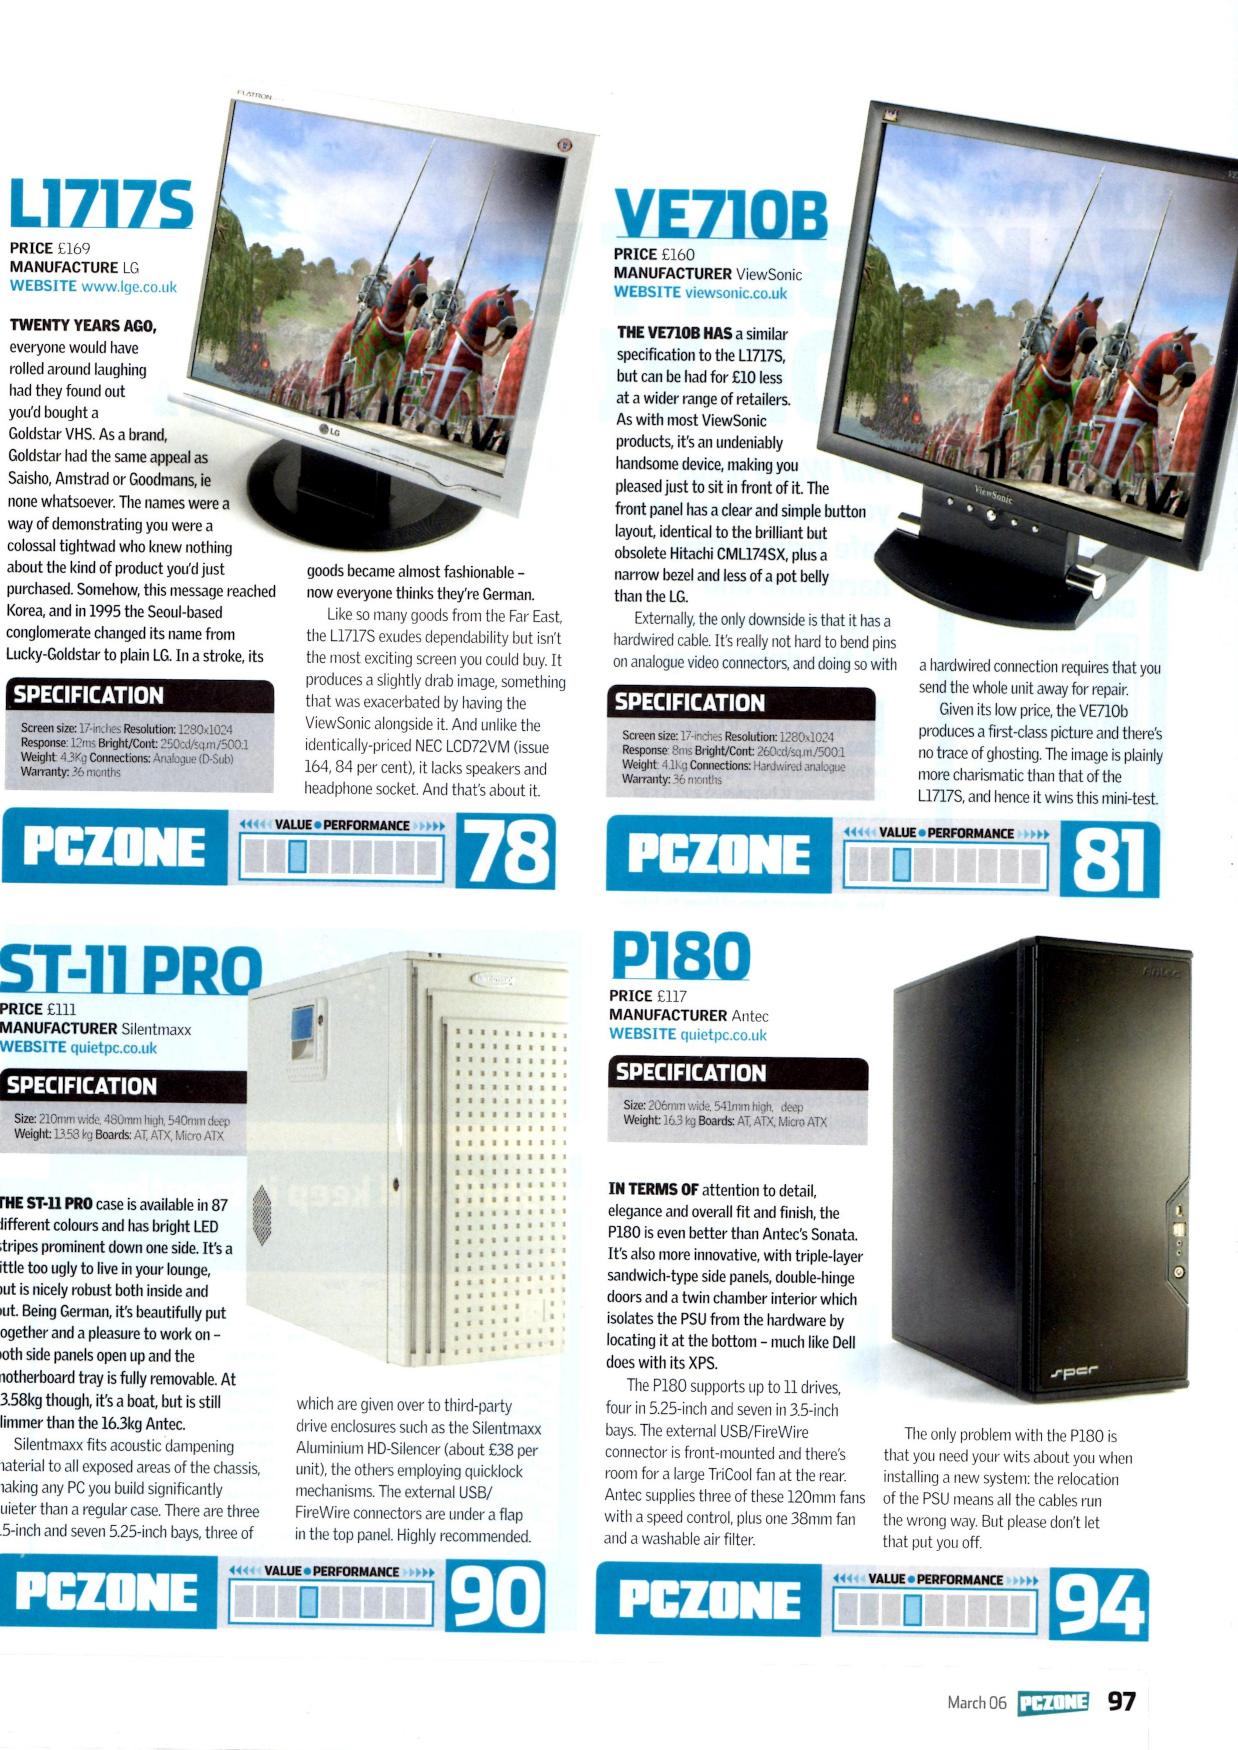 FLATRON
L1717S
PRICE £169
MANUFACTURE LG
WEBSITE www.lge.co.uk
TWENTY YEARS AGO,
everyone would have
rolled around laughing
had they found out
you'd bought a
Goldstar VHS. As a brand,
Goldstar had the same appeal as
Saisho, Amstrad or Goodmans, ie
none whatsoever. The names were a
way of demonstrating you were a
colossal tightwad who knew nothing
about the kind of product you'd just
purchased. Somehow, this message reached
Korea, and in 1995 the Seoul-based
conglomerate changed its name from
Lucky-Goldstar to plain LG. In a stroke, its
LG
goods became almost fashionable –
now everyone thinks they're German.
Like so many goods from the Far East,
the L1717S exudes dependability but isn't
the most exciting screen you could buy. It
produces a slightly drab image, something
that was exacerbated by having the
ViewSonic alongside it. And unlike the
identically-priced NEC LCD72VM (issue
164, 84 per cent), it lacks speakers and
headphone socket. And that's about it.
SPECIFICATION
Screen size: 17-inches Resolution: 1280x1024
Response: 12ms Bright/Cont: 250cd/sq.m/500:1
Weight: 4.3Kg Connections: Analogue (D-Sub)
Warranty: 36 months
PCZONE
VALUE • PERFORMANCE
78
VE710B
PRICE £160
MANUFACTURER ViewSonic
WEBSITE viewsonic.co.uk
THE VE710B HAS a similar
specification to the L1717S,
but can be had for £10 less
at a wider range of retailers.
As with most ViewSonic
products, it's an undeniably
handsome device, making you
pleased just to sit in front of it. The
front panel has a clear and simple button
layout, identical to the brilliant but
obsolete Hitachi CML174SX, plus a
narrow bezel and less of a pot belly
than the LG.
Externally, the only downside is that it has a
hardwired cable. It's really not hard to bend pins
on analogue video connectors, and doing so with
ViewSonic
a hardwired connection requires that you
send the whole unit away for repair.
Given its low price, the VE710b
produces a first-class picture and there's
no trace of ghosting. The image is plainly
more charismatic than that of the
L1717S, and hence it wins this mini-test.
SPECIFICATION
Screen size: 17-inches Resolution: 1280x1024
Response: 8ms Bright/Cont: 260cd/sq.m/500:1
Weight: 4.1Kg Connections: Hardwired analogue
Warranty: 36 months
PCZONE
VALUE • PERFORMANCE
81
ST-11 PRO
PRICE £111
MANUFACTURER Silentmaxx
WEBSITE quietpc.co.uk
SPECIFICATION
Size: 210mm wide, 480mm high, 540mm deep
Weight: 13.58 kg Boards: AT, ATX, Micro ATX
THE ST-11 PRO case is available in 87
ifferent colours and has bright LED
tripes prominent down one side. It's a
ittle too ugly to live in your lounge,
ut is nicely robust both inside and
ut. Being German, it's beautifully put
ogether and a pleasure to work on –
oth side panels open up and the
notherboard tray is fully removable. At
3.58kg though, it's a boat, but is still
limmer than the 16.3kg Antec.
Silentmaxx fits acoustic dampening
aterial to all exposed areas of the chassis,
aking any PC you build significantly
uieter than a regular case. There are three
.5-inch and seven 5.25-inch bays, three of
which are given over to third-party
drive enclosures such as the Silentmaxx
Aluminium HD-Silencer (about £38 per
unit), the others employing quicklock
mechanisms. The external USB/
FireWire connectors are under a flap
in the top panel. Highly recommended.
PCZONE
VALUE • PERFORMANCE
90
P180
PRICE £117
MANUFACTURER Antec
WEBSITE quietpc.co.uk
SPECIFICATION
Size: 206mm wide, 541mm high, deep
Weight: 16.3 kg Boards: AT, ATX, Micro ATX
IN TERMS OF attention to detail,
elegance and overall fit and finish, the
P180 is even better than Antec's Sonata.
It's also more innovative, with triple-layer
sandwich-type side panels, double-hinge
doors and a twin chamber interior which
isolates the PSU from the hardware by
locating it at the bottom – much like Dell
does with its XPS.
The P180 supports up to 11 drives,
four in 5.25-inch and seven in 3.5-inch
bays. The external USB/FireWire
connector is front-mounted and there's
room for a large TriCool fan at the rear.
Antec supplies three of these 120mm fans
with a speed control, plus one 38mm fan
and a washable air filter.
Antec
spcr
The only problem with the P180 is
that you need your wits about you when
installing a new system: the relocation
of the PSU means all the cables run
the wrong way. But please don't let
that put you off.
PCZONE
VALUE • PERFORMANCE
94
March 06 PCZONE 97